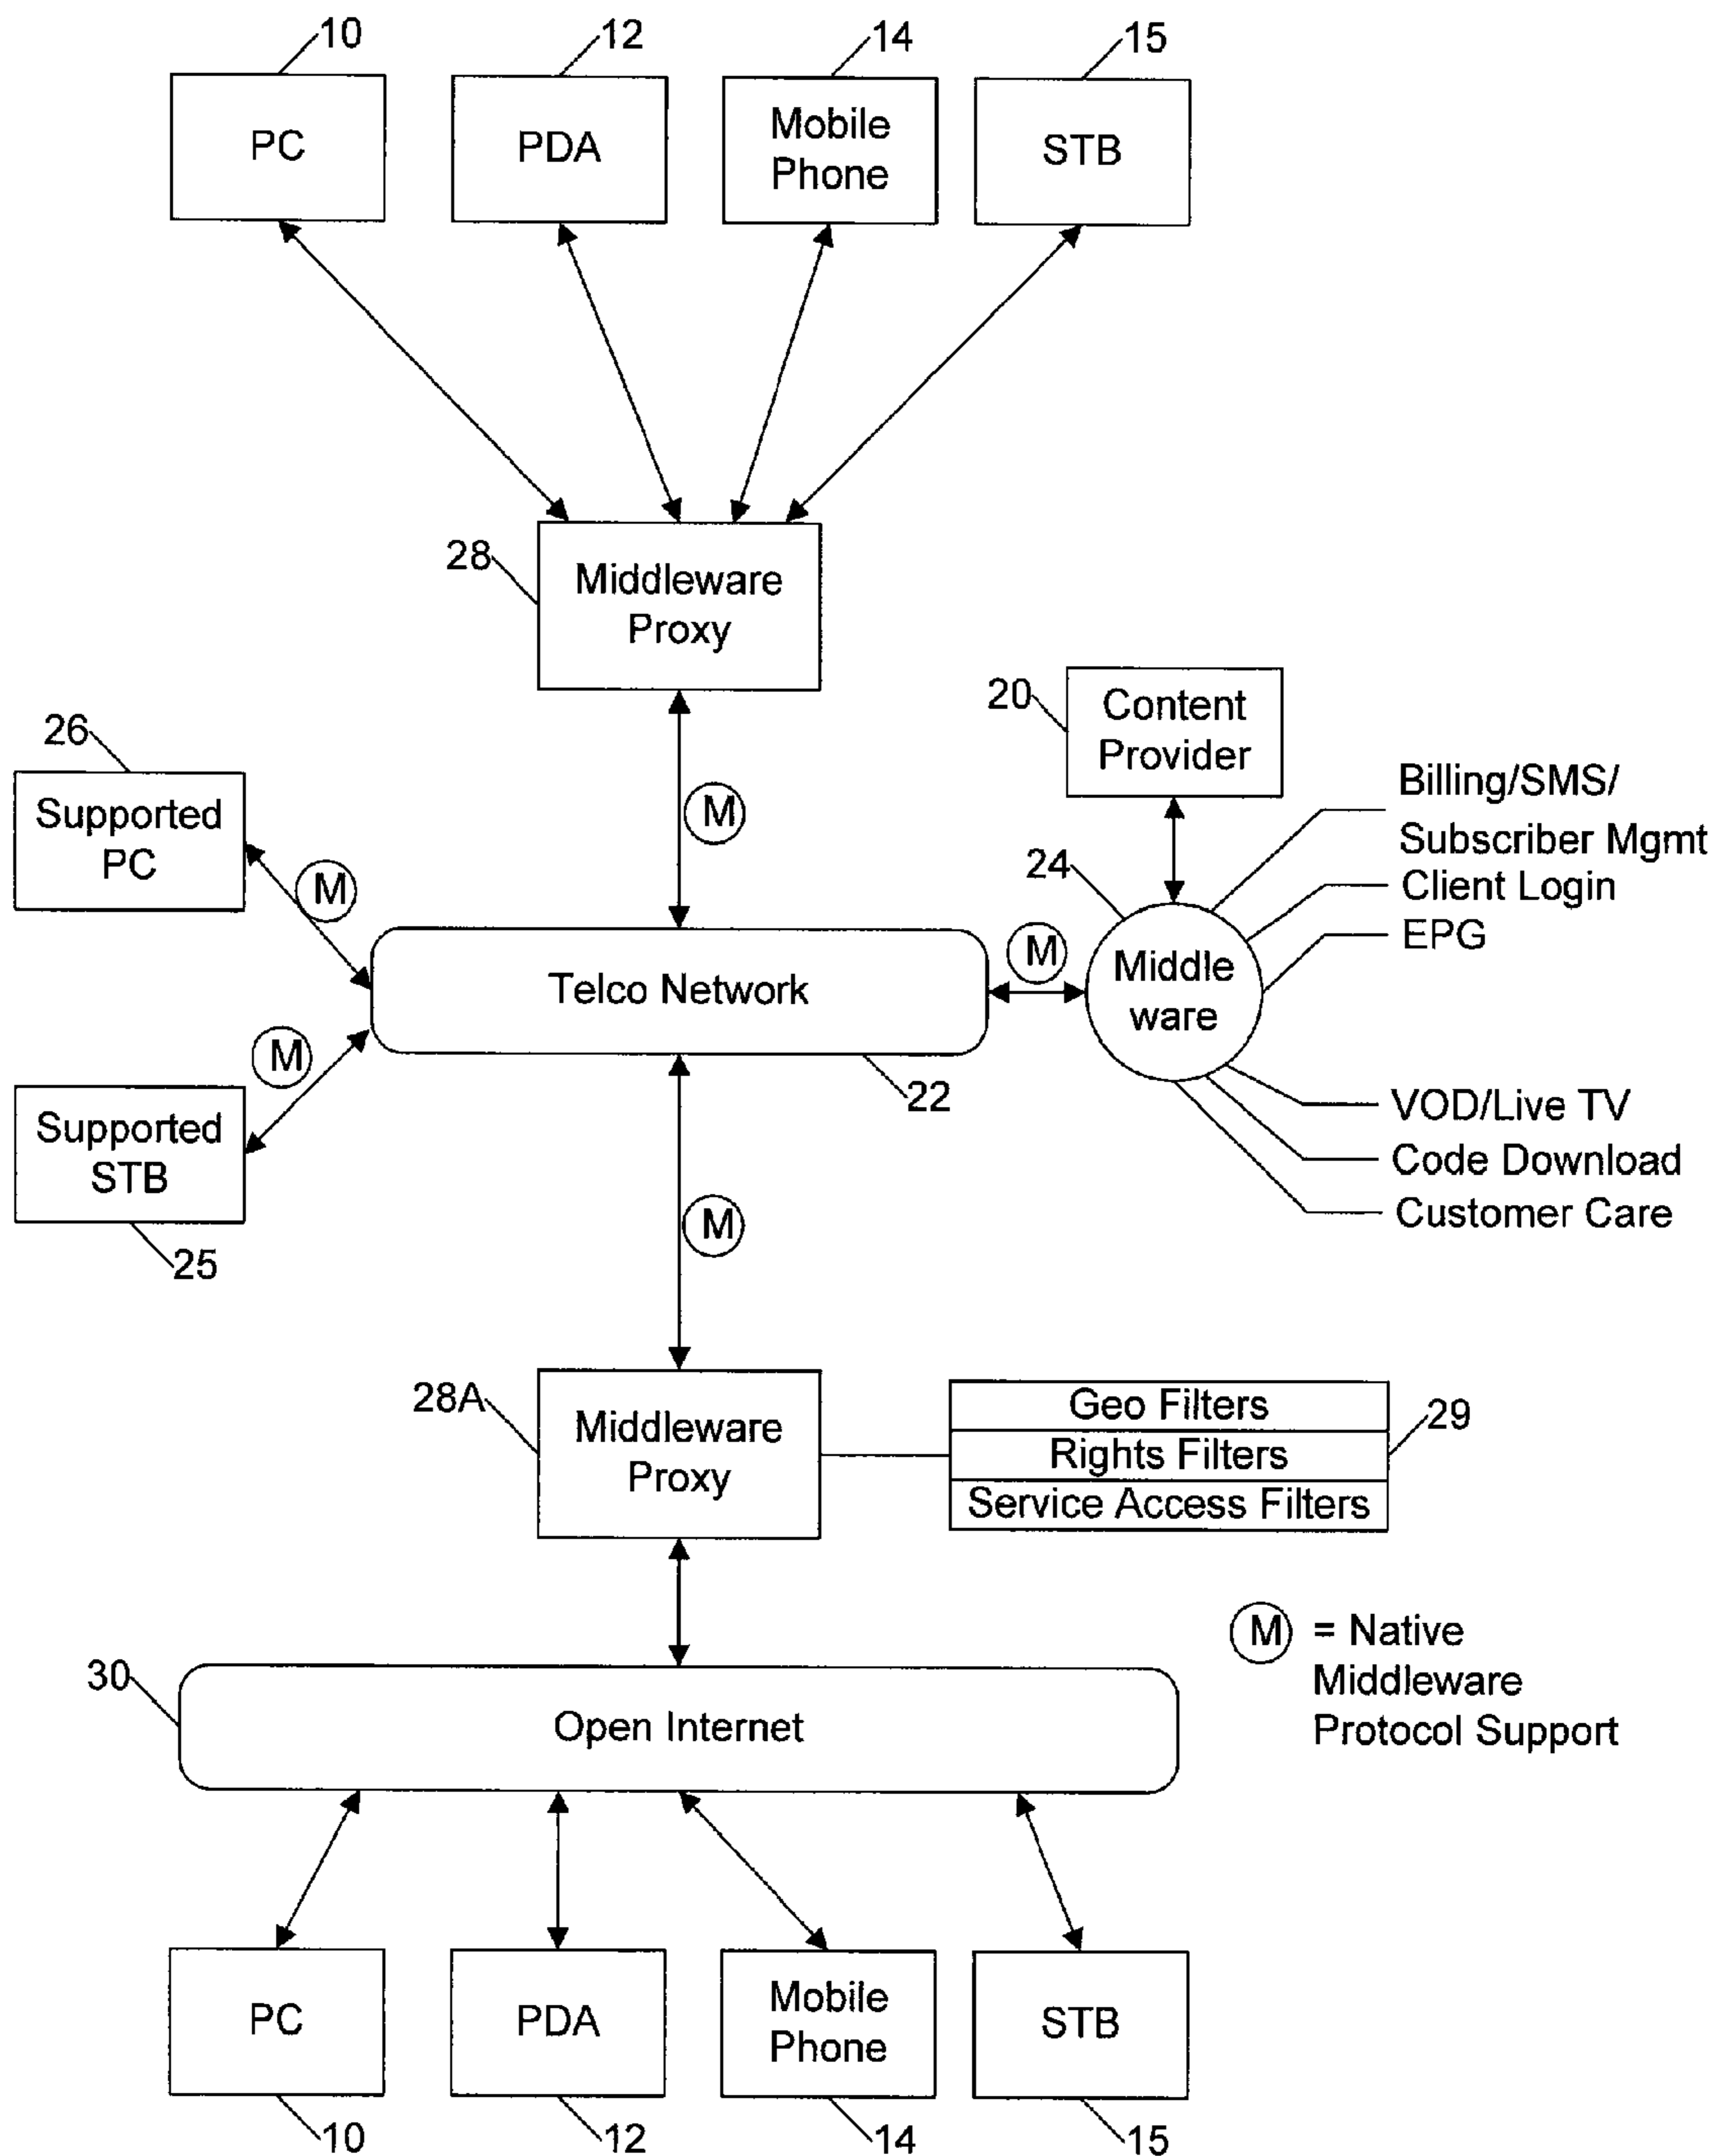 10
12
14
15
PC
PDA
Mobile
Phone
STB
28
Middleware
Proxy
20
Content
Provider
26
Supported
PC
M
M
24
Billing/SMS/
Subscriber Mgmt
Client Login
EPG
Telco Network
M
Middle
ware
M
22
VOD/Live TV
Code Download
Customer Care
Supported
STB
25
M
28A
Middleware
Proxy
Geo Filters
Rights Filters
Service Access Filters
29
M = Native
Middleware
Protocol Support
30
Open Internet
PC
PDA
Mobile
Phone
STB
10
12
14
15